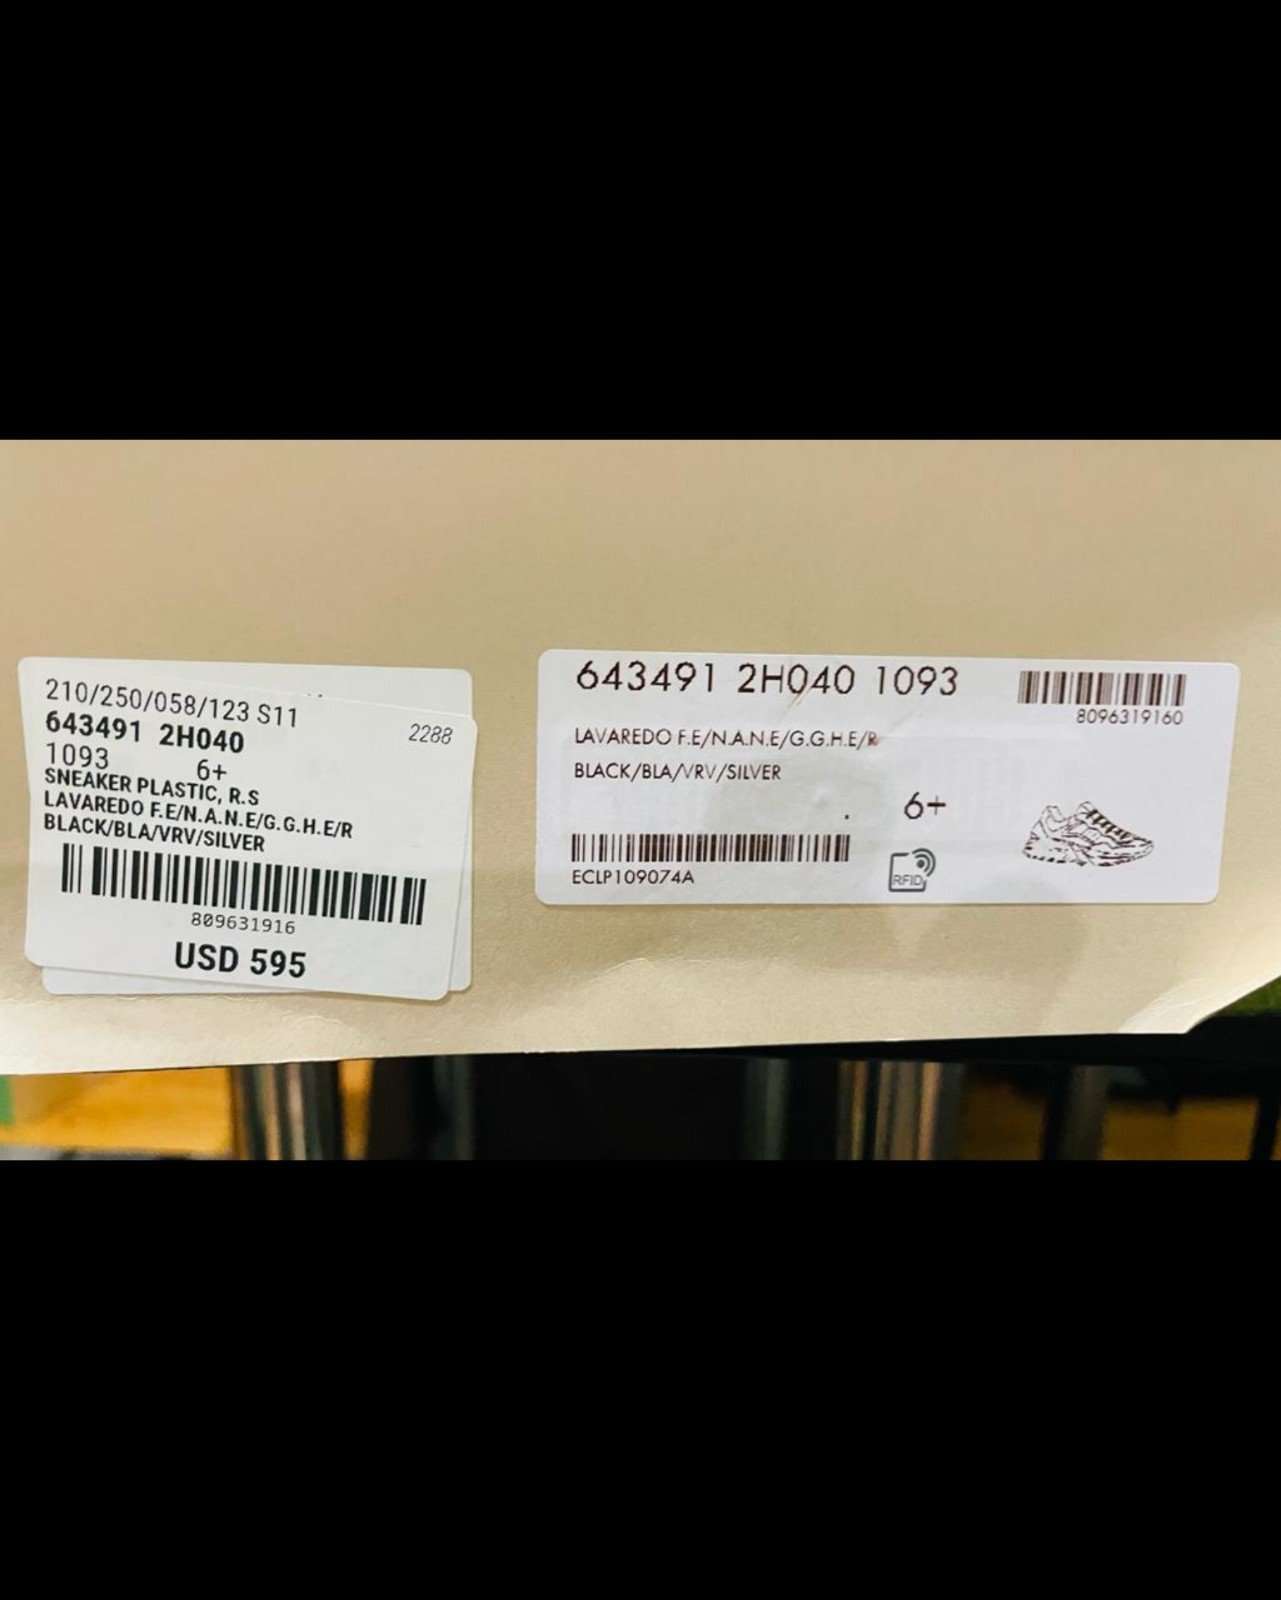 210/250/058/123 S11
643491 2H040
2288
1093 6+
SNEAKER PLASTIC, R.S
LAVAREDO F.E/N.A.N.E/G.G.H.E/R
BLACK/BLA/VRV/SILVER
809631916
USD 595
643491 2H040 1093
8096319160
LAVAREDO F.E/N.A.N.E/G.G.H.E/R
BLACK/BLA/VRV/SILVER
6+
ECLP109074A
RFID